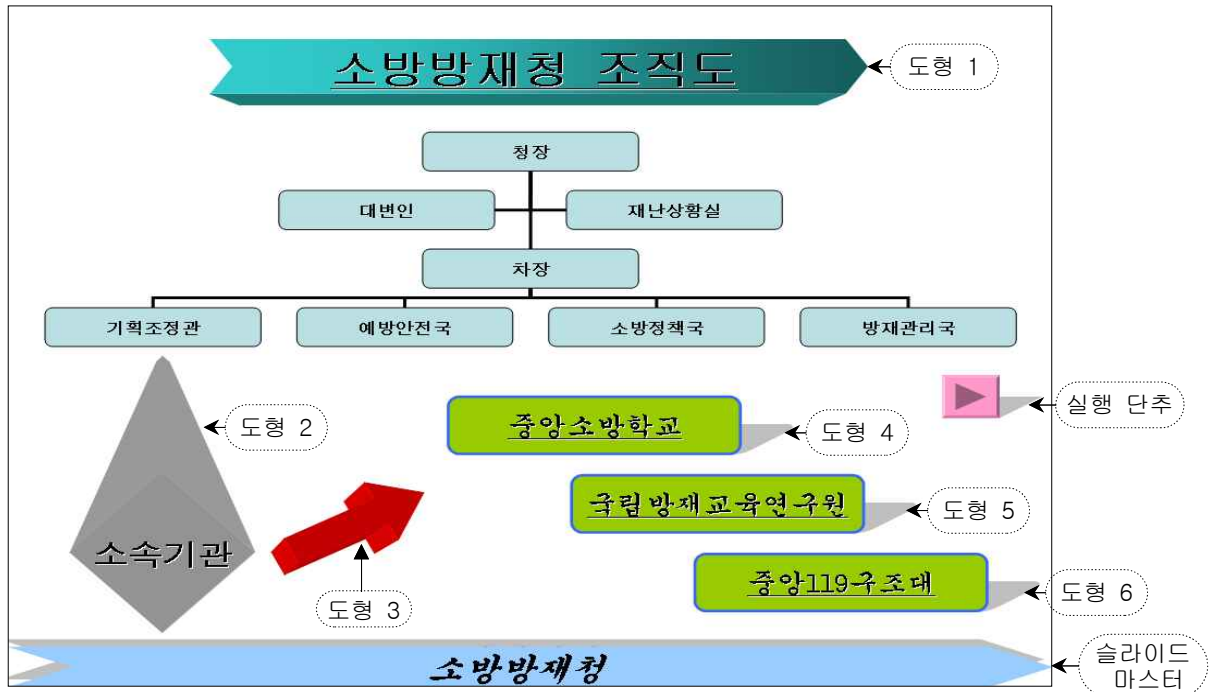 소방방재청 조직도
도형 1
청장
대변인
재난상황실
차장
기획조정관
예방안전국
소방정책국
방재관리국
실행 단추
도형 2
중앙소방학교
도형 4
국립방재교육연구원
도형 5
소속기관
도형 3
중앙119구조대
도형 6
소방방재청
슬라이드
마스터